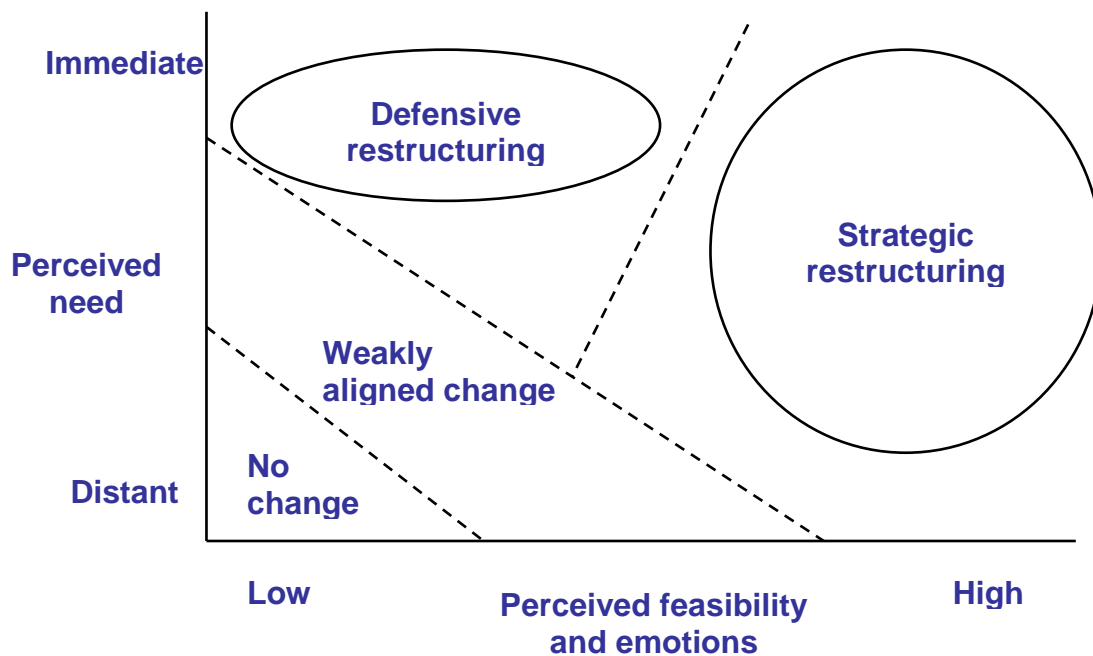 Immediate
Defensive
restructuring
Strategic
restructuring
Perceived
need
Weakly
aligned change
No
change
Distant
Low
Perceived feasibility
and emotions
High